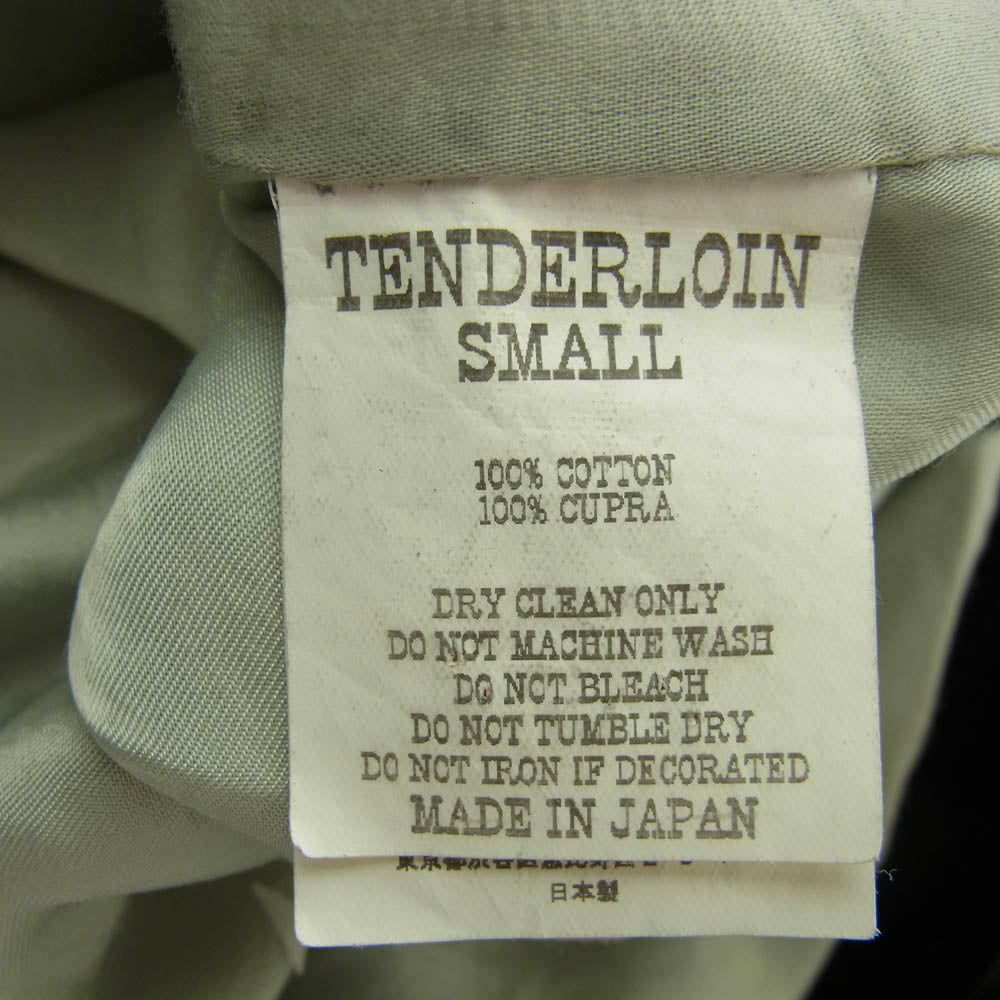 TENDERLOIN
SMALL
100% COTTON
100% CUPRA
DRY CLEAN ONLY
DO NOT MACHINE WASH
DO NOT BLEACH
DO NOT TUMBLE DRY
DO NOT IRON IF DECORATED
MADE IN JAPAN
日本製